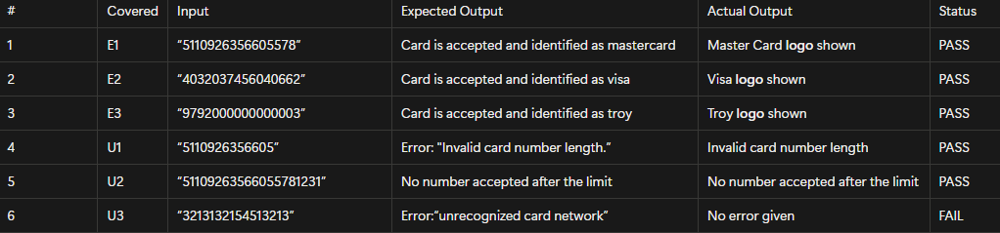 # Covered Input Expected Output Actual Output Status
1 E1 “5110926356605578” Card is accepted and identified as mastercard Master Card logo shown PASS
2 E2 “4032037456040662” Card is accepted and identified as visa Visa logo shown PASS
3 E3 “9792000000000003” Card is accepted and identified as troy Troy logo shown PASS
4 U1 “5110926356605” Error: "Invalid card number length.” Invalid card number length PASS
5 U2 “51109263566055781231” No number accepted after the limit No number accepted after the limit PASS
6 U3 “3213132154513213” Error:“unrecognized card network” No error given FAIL